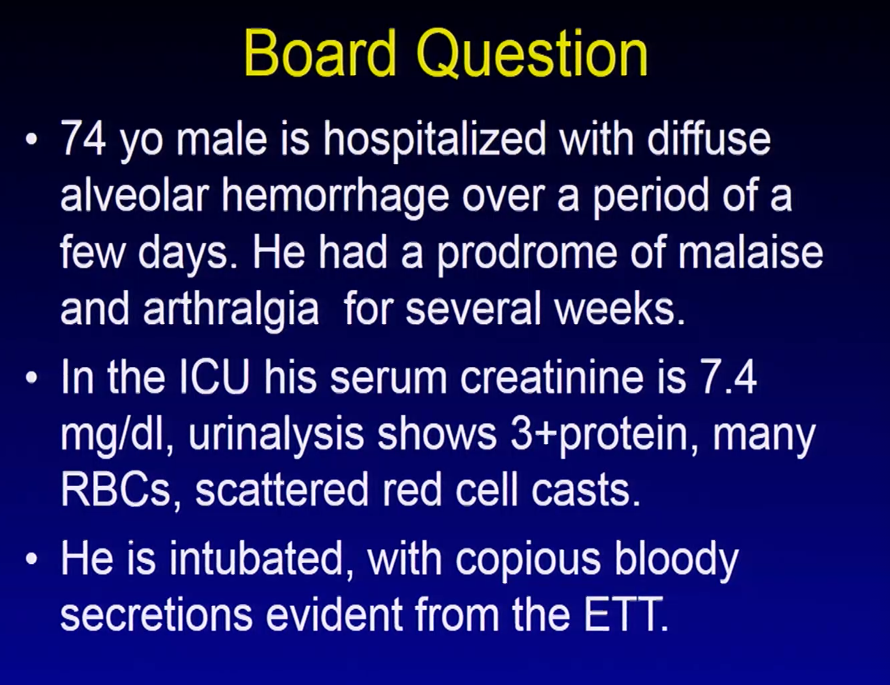 Board Question
• 74 yo male is hospitalized with diffuse
alveolar hemorrhage over a period of a
few days. He had a prodrome of malaise
and arthralgia  for several weeks.
• In the ICU his serum creatinine is 7.4
mg/dl, urinalysis shows 3+protein, many
RBCs, scattered red cell casts.
• He is intubated, with copious bloody
secretions evident from the ETT.